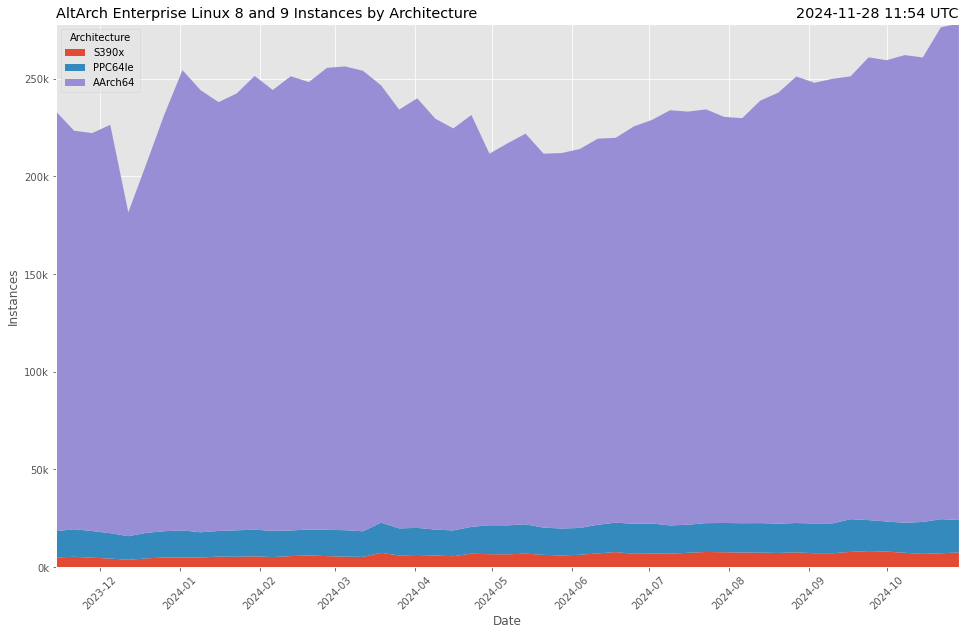 AltArch Enterprise Linux 8 and 9 Instances by Architecture
2024-11-28 11:54 UTC
Architecture
S390x
PPC64le
AArch64
250k
200k
150k
100k
50k
0k
Instances
2023-12
2024-01
2024-02
2024-03
2024-04
2024-05
2024-06
2024-07
2024-08
2024-09
2024-10
Date